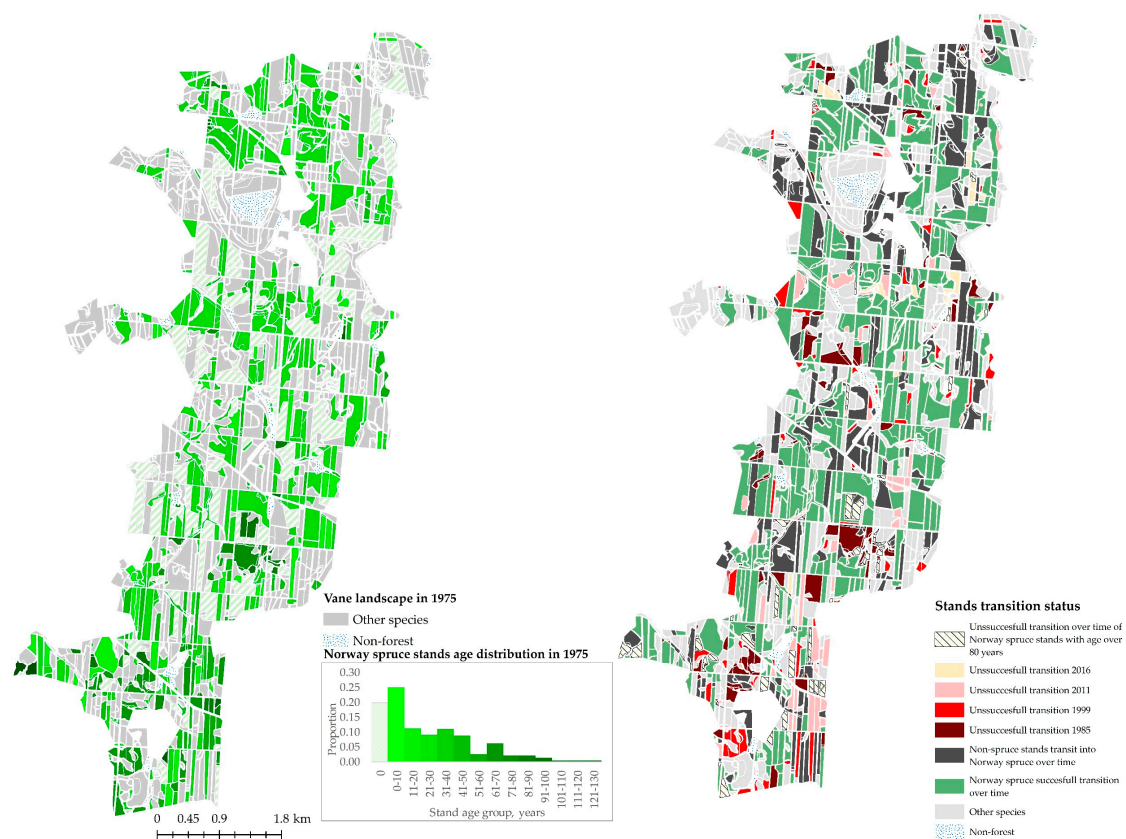 Vane landscape in 1975
Other species
Non-forest
Norway spruce stands age distribution in 1975
Proportion
0.30
0.25
0.20
0.15
0.10
0.05
0.00
0
0-10
11-20
21-30
31-40
41-50
51-60
61-70
71-80
81-90
91-100
101-110
111-120
121-130
Stand age group, years
0 0.45 0.9 1.8 km
Stands transition status
Unssuccesfull transition over time of
Norway spruce stands with age over
80 years
Unssuccesfull transition 2016
Unssuccesfull transition 2011
Unssuccesfull transition 1999
Unssuccesfull transition 1985
Non-spruce stands transit into
Norway spruce over time
Norway spruce succesfull transition
over time
Other species
Non-forest